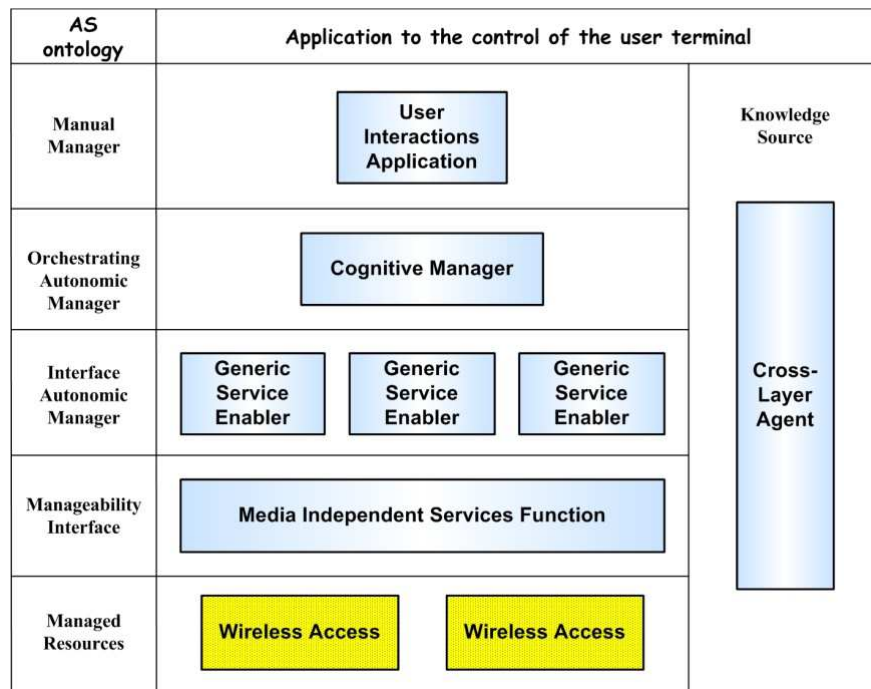 AS
ontology
Application to the control of the user terminal
Manual
Manager
User
Interactions
Application
Knowledge
Source
Orchestrating
Autonomic
Manager
Cognitive Manager
Interface
Autonomic
Manager
Generic
Service
Enabler
Generic
Service
Enabler
Generic
Service
Enabler
Cross-
Layer
Agent
Manageability
Interface
Media Independent Services Function
Managed
Resources
Wireless Access
Wireless Access